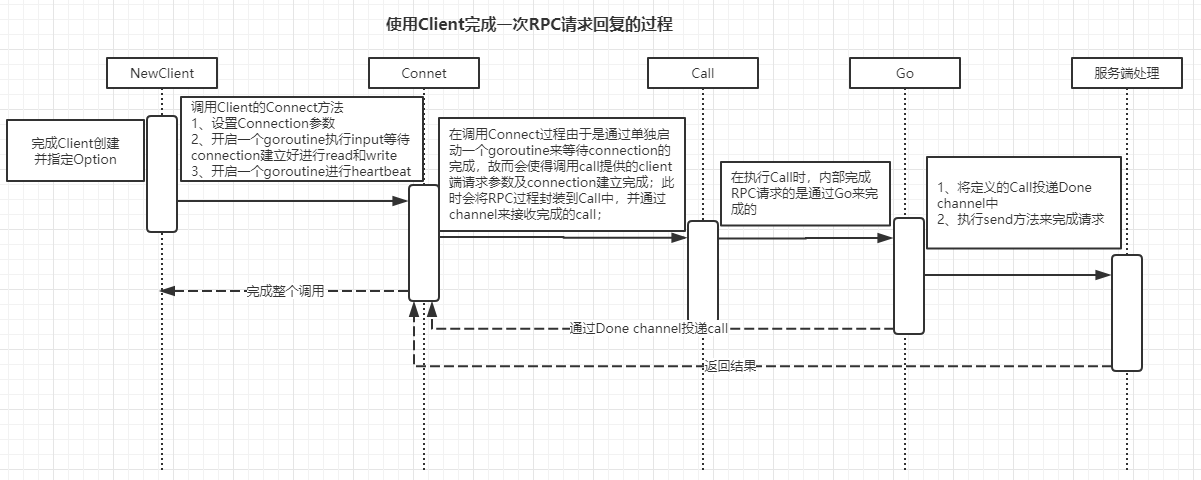 使用Client完成一次RPC请求回复的过程
NewClient
Connet
Call
Go
服务端处理
完成Client创建
并指定Option
调用Client的Connect方法
1、设置Connection参数
2、开启一个goroutine执行input等待
connection建立好进行read和write
3、开启一个goroutine进行heartbeat
在调用Connect过程由于是通过单独启
动一个goroutine来等待connection的
完成，故而会使得调用call提供的client
端请求参数及connection建立完成；此
时会将RPC过程封装到Call中，并通过
channel来接收完成的call；
在执行Call时，内部完成
RPC请求的是通过Go来完
成的
1、将定义的Call投递Done
channel中
2、执行send方法来完成请求
完成整个调用
通过Done channel投递call
返回结果